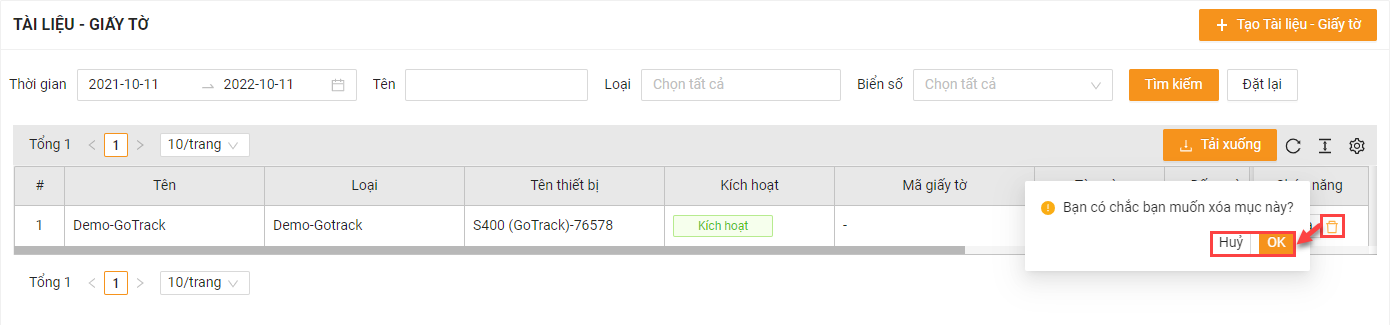 TÀI LIỆU - GIẤY TỜ
Tạo Tài liệu - Giấy tờ
Thời gian 2021-10-11 2022-10-11 Tên Loại Chọn tất cả Biển số Chọn tất cả Tìm kiếm Đặt lại
Tổng 1 1 10/trang Tải xuống
# Tên Loại Tên thiết bị Kích hoạt Mã giấy tờ năng
Bạn có chắc bạn muốn xóa mục này?
1 Demo-GoTrack Demo-Gotrack S400 (GoTrack)-76578 Kích hoạt -
Huỷ OK
Tổng 1 1 10/trang